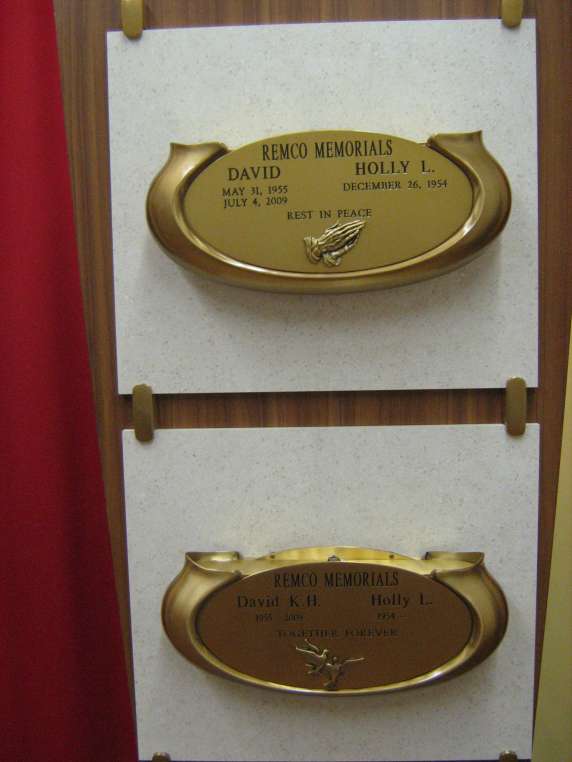 REMCO MEMORIALS
DAVID HOLLY L.
MAY 31, 1955 DECEMBER 26, 1954
JULY 4, 2009
REST IN PEACE
REMCO MEMORIALS
David K.H. Holly L.
1955 - 2009 1954 -
TOGETHER FOREVER